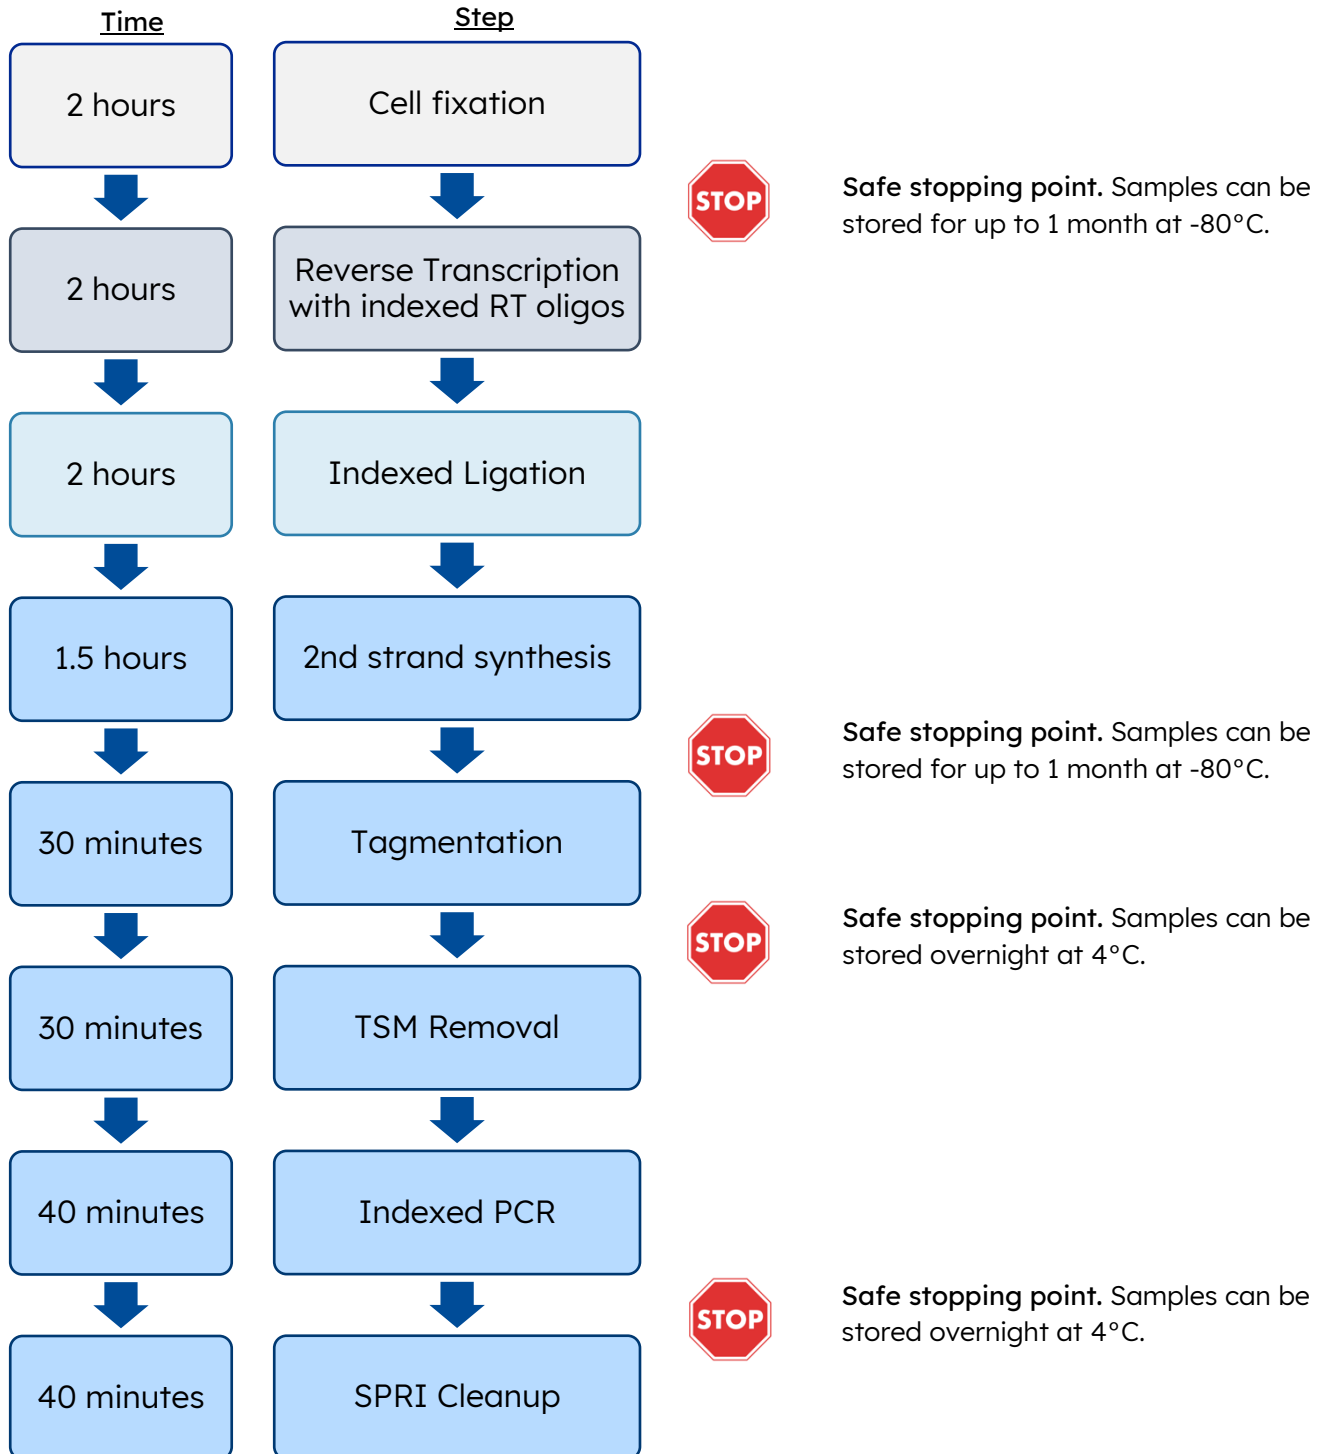 Time
Step
2 hours
Cell fixation
STOP
Safe stopping point. Samples can be
stored for up to 1 month at -80°C.
2 hours
Reverse Transcription
with indexed RT oligos
2 hours
Indexed Ligation
1.5 hours
2nd strand synthesis
STOP
Safe stopping point. Samples can be
stored for up to 1 month at -80°C.
30 minutes
Tagmentation
STOP
Safe stopping point. Samples can be
stored overnight at 4°C.
30 minutes
TSM Removal
40 minutes
Indexed PCR
STOP
Safe stopping point. Samples can be
stored overnight at 4°C.
40 minutes
SPRI Cleanup